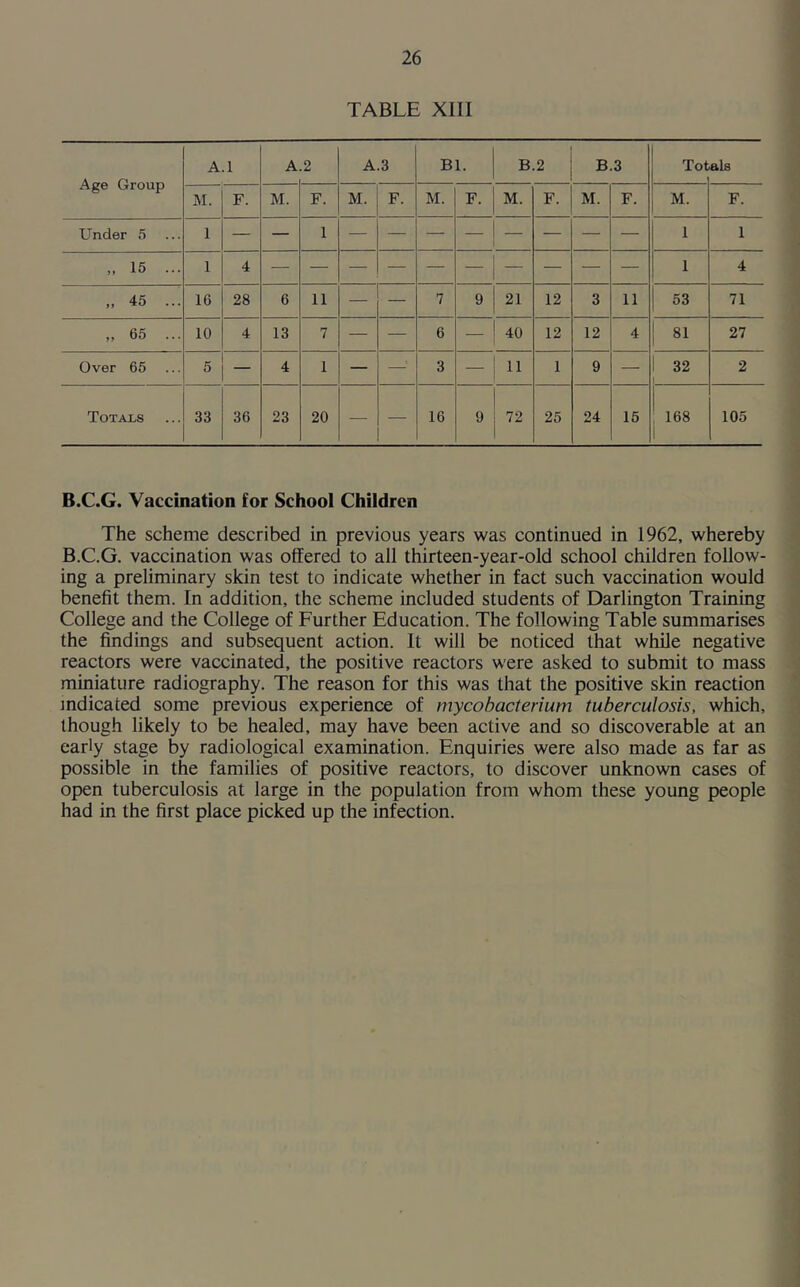 26
TABLE XIII
Age Group A.1 A.2 A.3 B1. B.2 B.3 Totals
M. F. M. F. M. F. M. F. M. F. M. F. M. F.
Under 5 ... 1 — — 1 — — — — — — — — 1 1
„ 15 ... 1 4 — — — — — — — — — — 1 4
„ 45 ... 16 28 6 11 — — 7 9 21 12 3 11 53 71
„ 65 ... 10 4 13 7 — — 6 — 40 12 12 4 81 27
Over 65 ... 5 — 4 1 — — 3 — 11 1 9 — 32 2
TOTALS ... 33 36 23 20 — — 16 9 72 25 24 15 168 105
B.C.G. Vaccination for School Children
The scheme described in previous years was continued in 1962, whereby
B.C.G. vaccination was offered to all thirteen-year-old school children follow-
ing a preliminary skin test to indicate whether in fact such vaccination would
benefit them. In addition, the scheme included students of Darlington Training
College and the College of Further Education. The following Table summarises
the findings and subsequent action. It will be noticed that while negative
reactors were vaccinated, the positive reactors were asked to submit to mass
miniature radiography. The reason for this was that the positive skin reaction
indicated some previous experience of mycobacterium tuberculosis, which,
though likely to be healed, may have been active and so discoverable at an
early stage by radiological examination. Enquiries were also made as far as
possible in the families of positive reactors, to discover unknown cases of
open tuberculosis at large in the population from whom these young people
had in the first place picked up the infection.